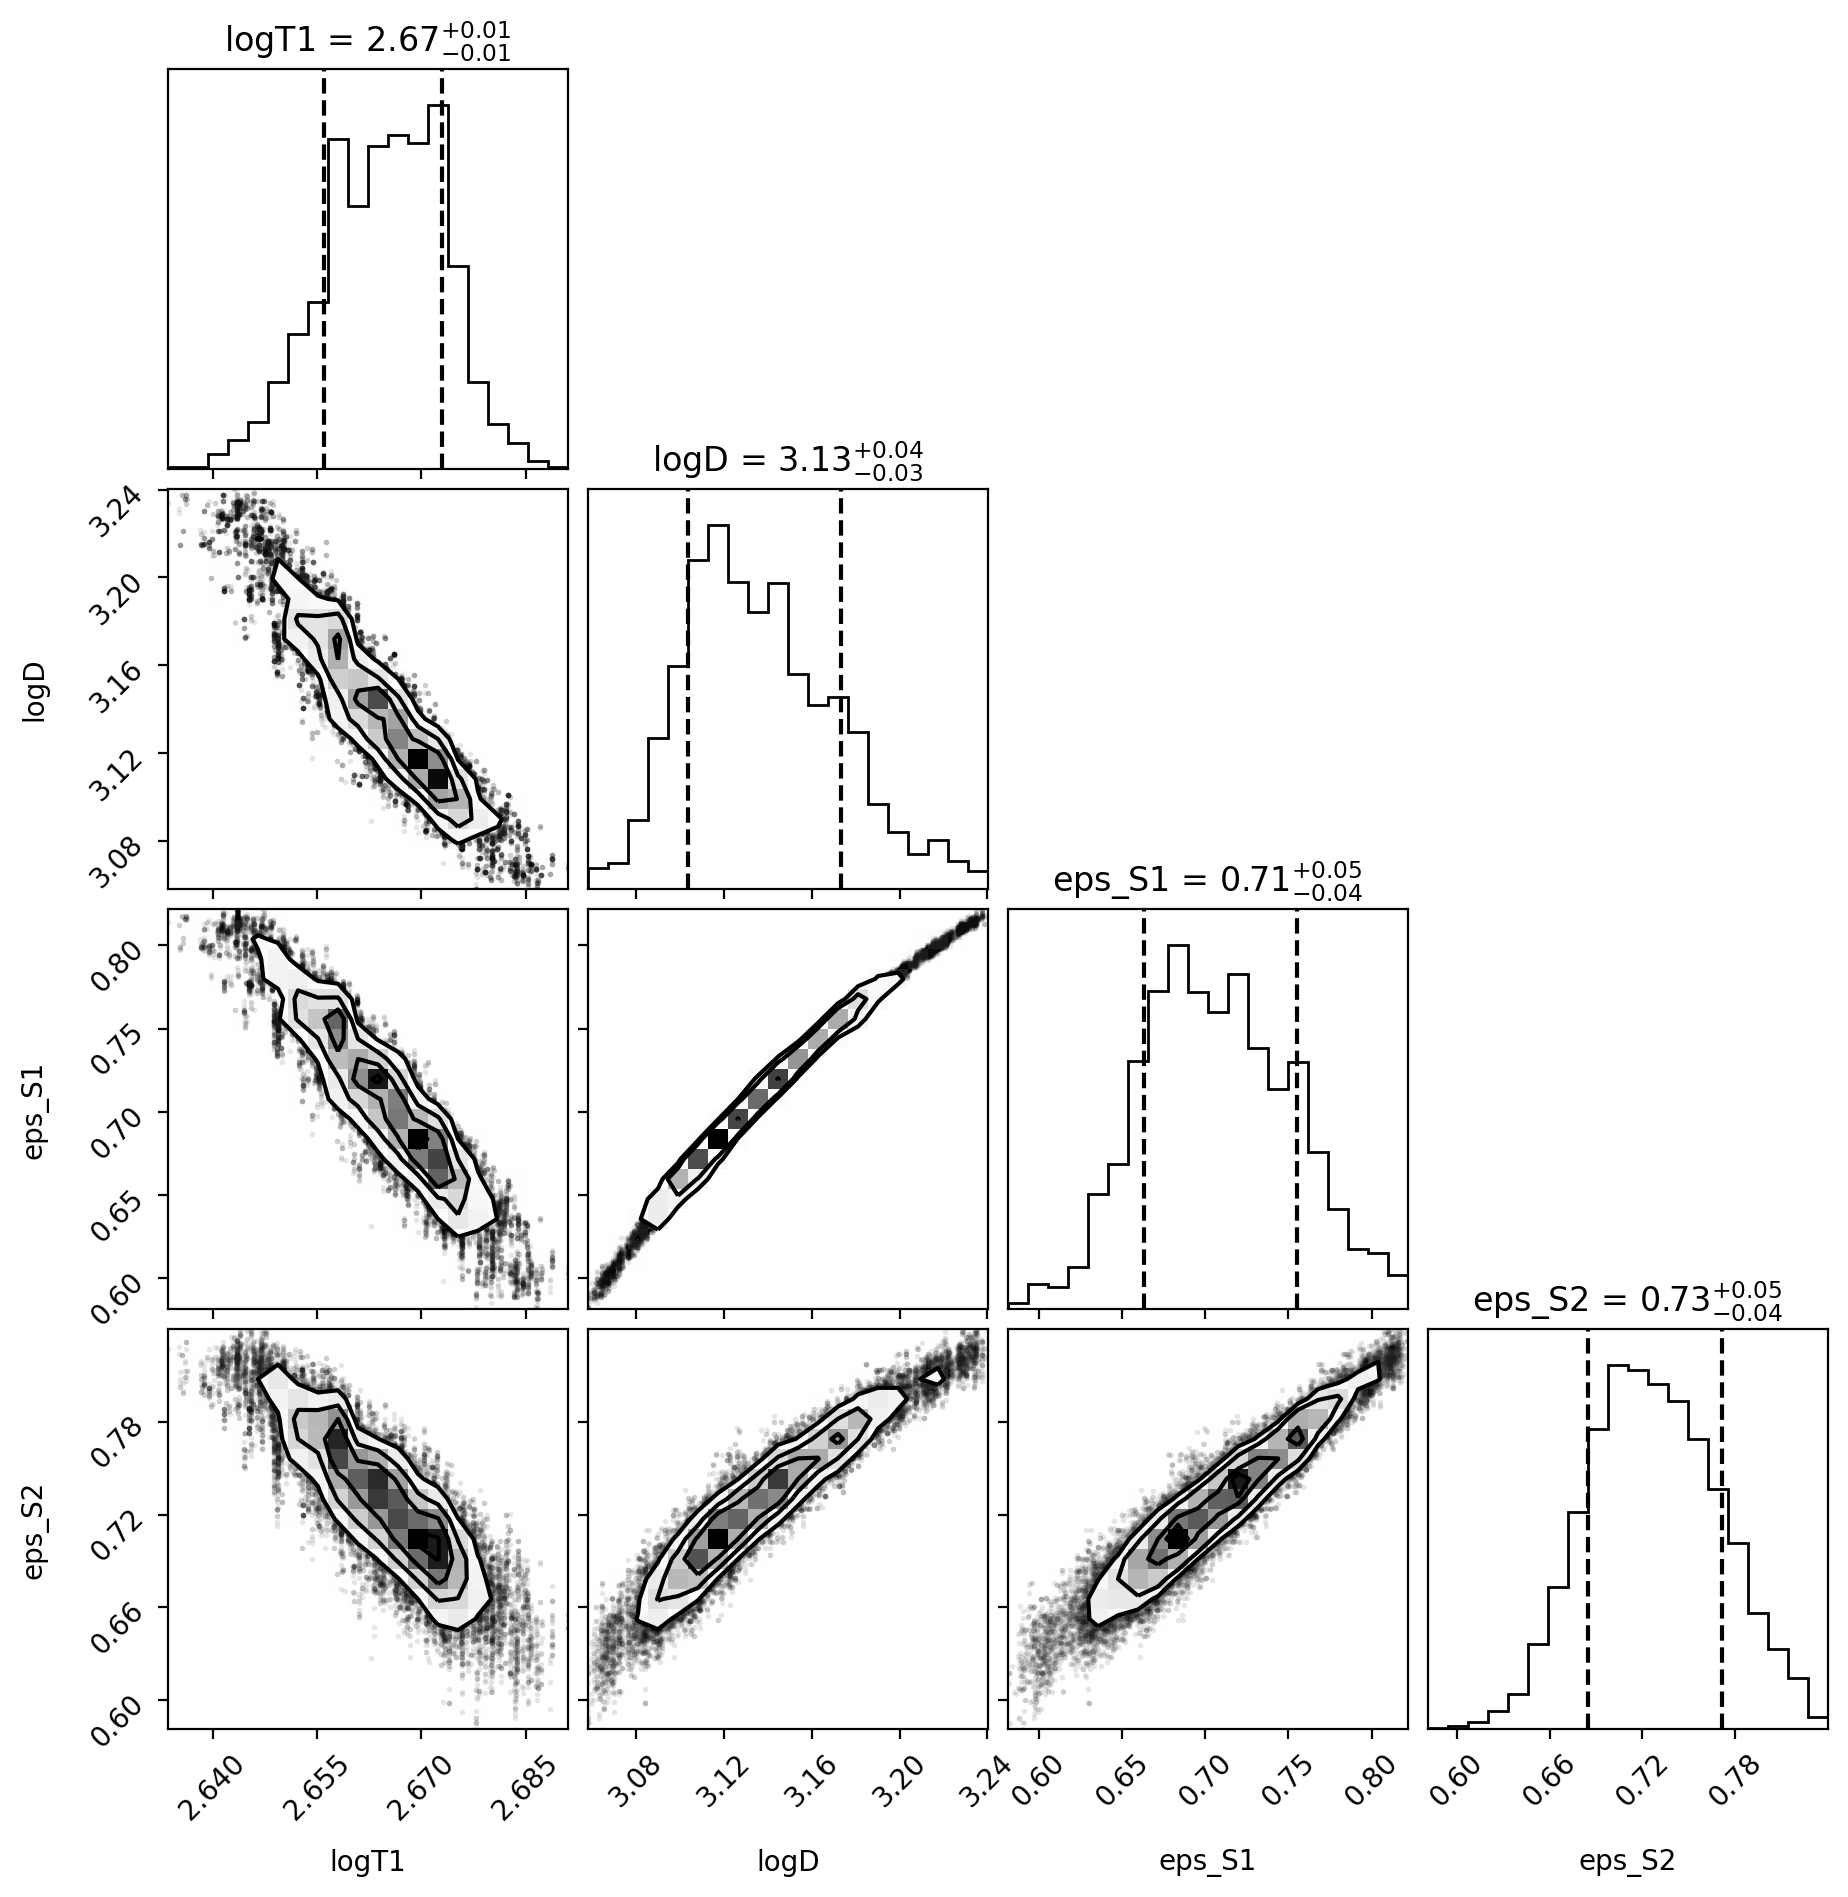 logT1 = 2.67+0.01−0.01
logD = 3.13+0.04−0.03
3.24
3.20
3.16
3.12
3.08
logD
eps_S1 = 0.71+0.05−0.04
0.80
0.75
0.70
0.65
0.60
eps_S1
eps_S2 = 0.73+0.05−0.04
0.78
0.72
0.66
0.60
eps_S2
2.640 2.655 2.670 2.685
3.08 3.12 3.16 3.20 3.24
0.60 0.65 0.70 0.75 0.80
0.60 0.66 0.72 0.78
logT1 logD eps_S1 eps_S2